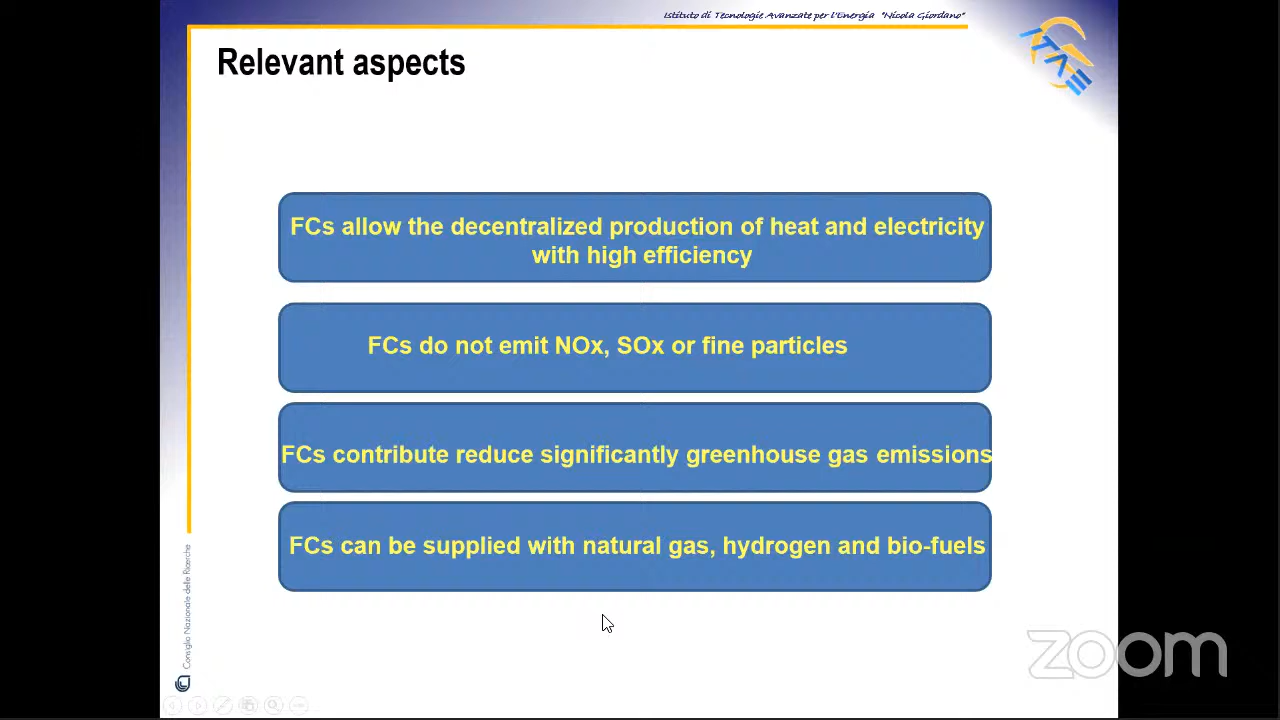 Istituto di Tecnologie Avanzate per l'Energia "Nicola Giordano"
ITAE
Relevant aspects
FCs allow the decentralized production of heat and electricity
with high efficiency
FCs do not emit NOx, SOx or fine particles
FCs contribute reduce significantly greenhouse gas emissions
FCs can be supplied with natural gas, hydrogen and bio-fuels
Consiglio Nazionale delle Ricerche
zoom